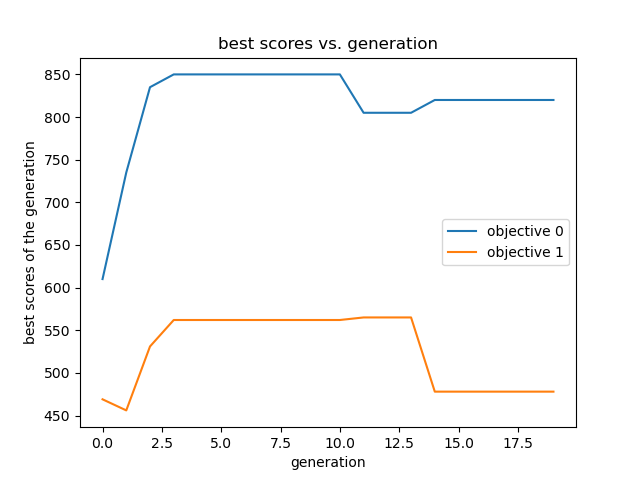 best scores vs. generation
best scores of the generation
850
800
750
700
650
600
550
500
450
objective 0
objective 1
0.0 2.5 5.0 7.5 10.0 12.5 15.0 17.5
generation